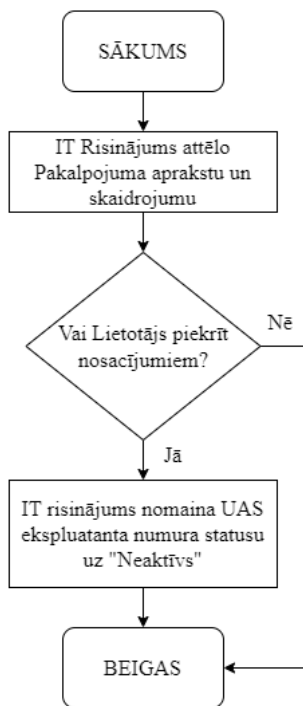 SĀKUMS
IT Risinājums attēlo
Pakalpojuma aprakstu un
skaidrojumu
Vai Lietotājs piekrīt
nosacījumiem?
Nē
Jā
IT risinājums nomaina UAS
ekspluatanta numura statusu
uz "Neaktīvs"
BEIGAS